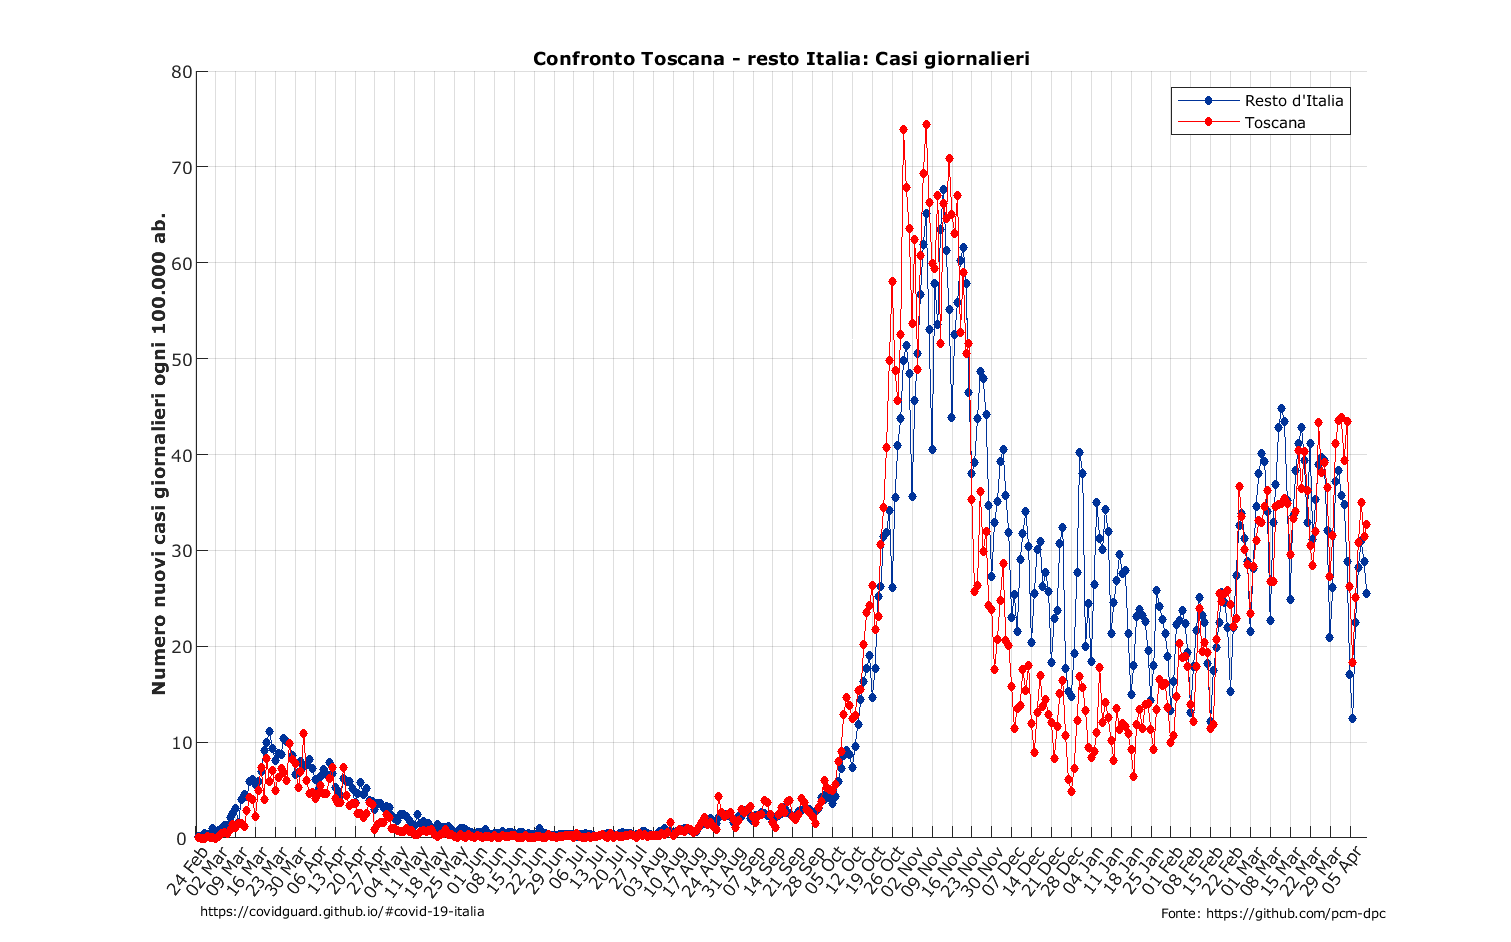 Confronto Toscana - resto Italia: Casi giornalieri
Numero nuovi casi giornalieri ogni 100.000 ab.
80
70
60
50
40
30
20
10
0
Resto d'Italia
Toscana
24 Feb
02 Mar
09 Mar
16 Mar
23 Mar
30 Mar
06 Apr
13 Apr
20 Apr
27 Apr
04 May
11 May
18 May
25 May
01 Jun
08 Jun
15 Jun
22 Jun
29 Jun
06 Jul
13 Jul
20 Jul
27 Jul
03 Aug
10 Aug
17 Aug
24 Aug
31 Aug
07 Sep
14 Sep
21 Sep
28 Sep
05 Oct
12 Oct
19 Oct
26 Oct
02 Nov
09 Nov
16 Nov
23 Nov
30 Nov
07 Dec
14 Dec
21 Dec
28 Dec
04 Jan
11 Jan
18 Jan
25 Jan
01 Feb
08 Feb
15 Feb
22 Feb
01 Mar
08 Mar
15 Mar
22 Mar
29 Mar
05 Apr
https://covidguard.github.io/#covid-19-italia
Fonte: https://github.com/pcm-dpc